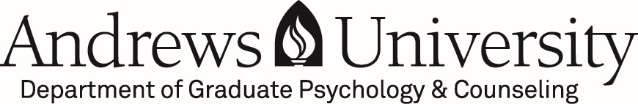 Andrews University
Department of Graduate Psychology & Counseling